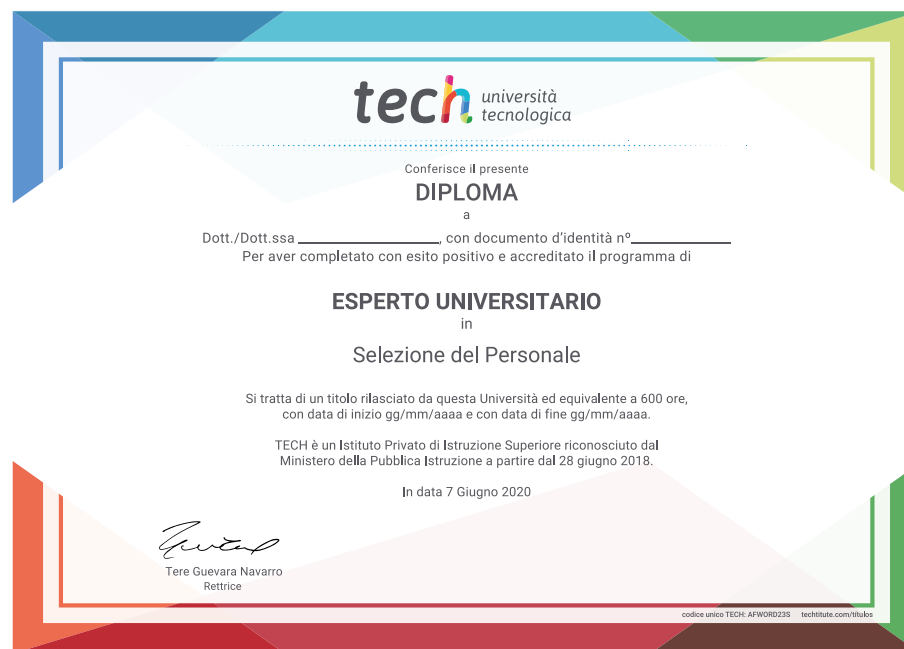 tech università
tecnologica
Conferisce il presente
DIPLOMA
a
Dott./Dott.ssa ____________________, con documento d'identità nº______________
Per aver completato con esito positivo e accreditato il programma di
ESPERTO UNIVERSITARIO
in
Selezione del Personale
Si tratta di un titolo rilasciato da questa Università ed equivalente a 600 ore,
con data di inizio gg/mm/aaaa e con data di fine gg/mm/aaaa.
TECH è un Istituto Privato di Istruzione Superiore riconosciuto dal
Ministero della Pubblica Istruzione a partire dal 28 giugno 2018.
In data 7 Giugno 2020
Tere Guevara Navarro
Rettrice
codice unico TECH: AFWORD23S techtitute.com/títulos